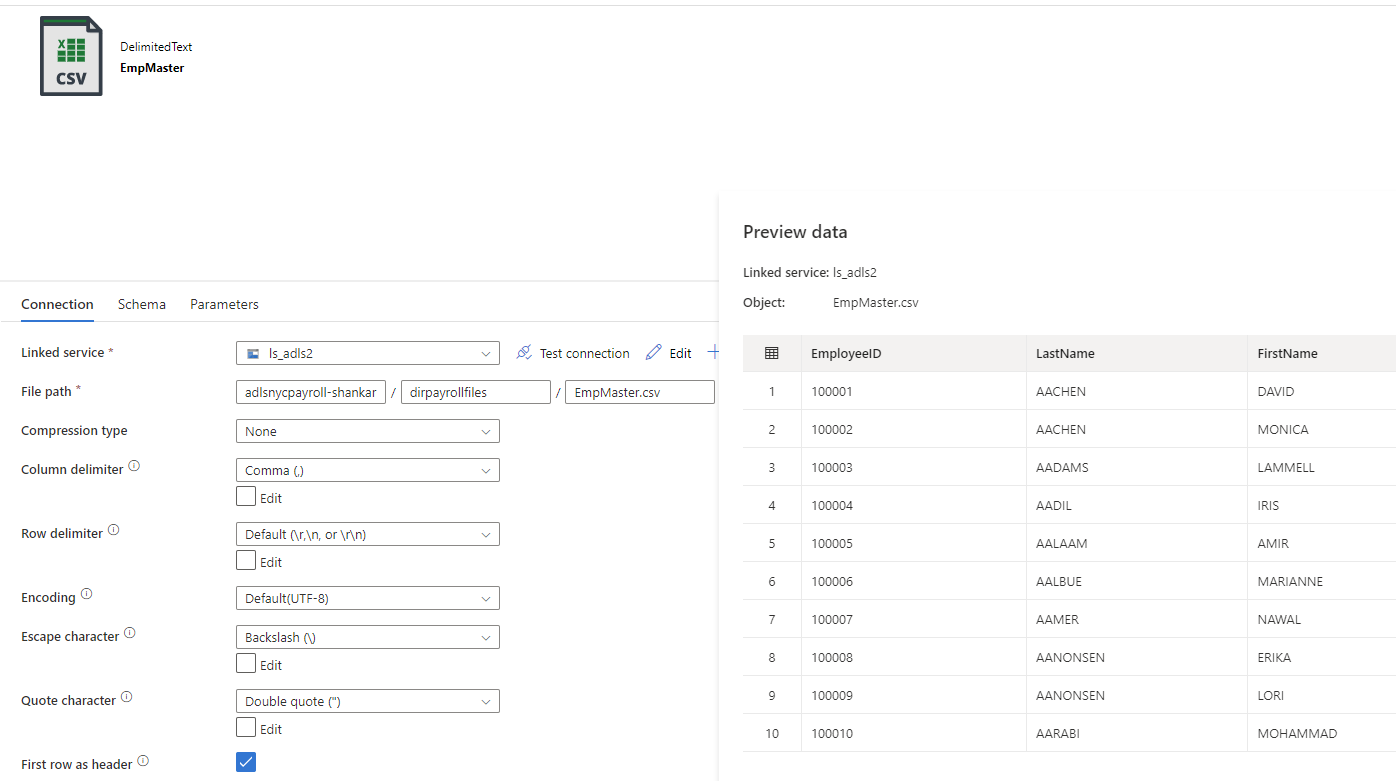 X
CSV
DelimitedText
EmpMaster
Connection Schema Parameters
Linked service * ls_adls2 Test connection Edit
File path * adlsnycpayroll-shankar / dirpayrollfiles / EmpMaster.csv
Compression type None
Column delimiter Comma (,)
Edit
Row delimiter Default (\r,\n, or \r\n)
Edit
Encoding Default(UTF-8)
Escape character Backslash (\)
Edit
Quote character Double quote (")
Edit
First row as header
Preview data
Linked service: ls_adls2
Object: EmpMaster.csv
EmployeeID LastName FirstName
1 100001 AACHEN DAVID
2 100002 AACHEN MONICA
3 100003 AADAMS LAMMELL
4 100004 AADIL IRIS
5 100005 AALAAM AMIR
6 100006 AALBUE MARIANNE
7 100007 AAMER NAWAL
8 100008 AANONSEN ERIKA
9 100009 AANONSEN LORI
10 100010 AARABI MOHAMMAD